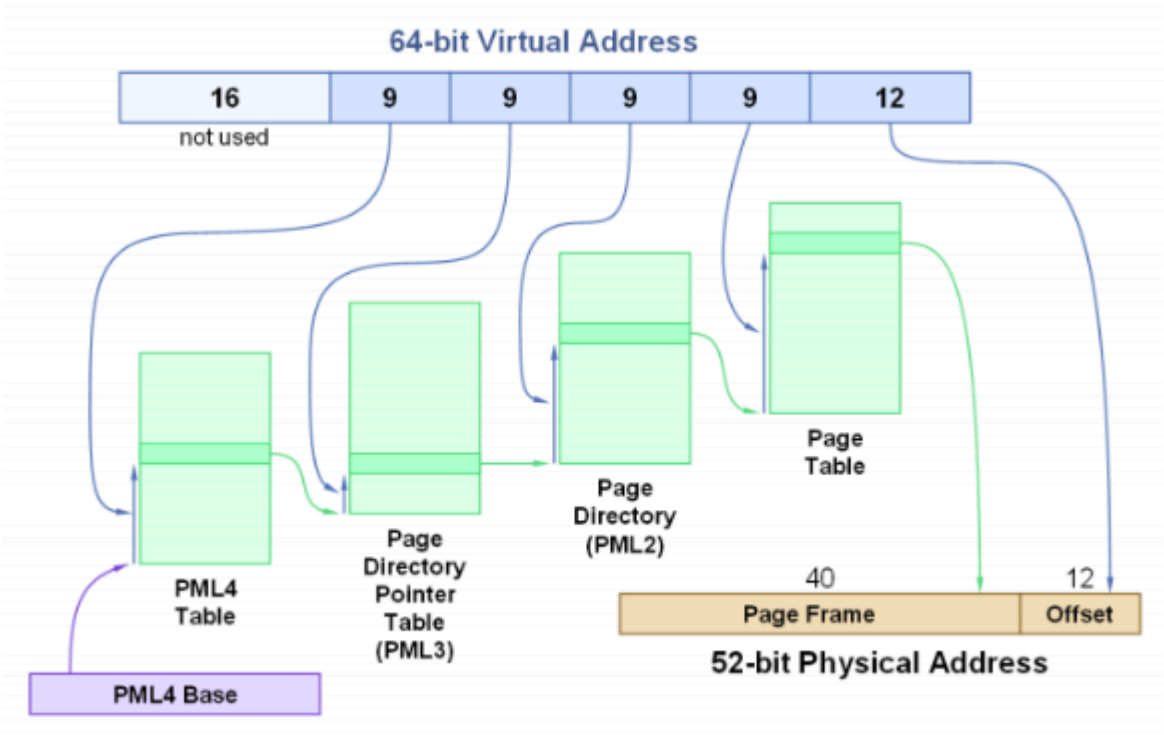 64-bit Virtual Address
16
9
9
9
9
12
not used
Page
Table
Page
Directory
(PML2)
Page
Directory
Pointer
Table
(PML3)
PML4
Table
40
12
Page Frame
Offset
52-bit Physical Address
PML4 Base